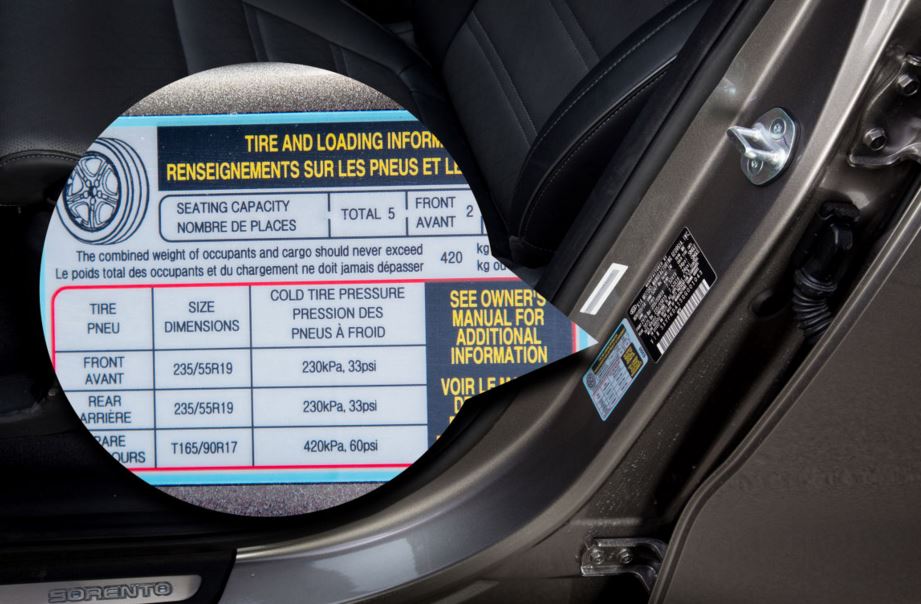 TIRE AND LOADING INFORM
RENSEIGNEMENTS SUR LES PNEUS ET LE
SEATING CAPACITY
NOMBRE DE PLACES
TOTAL 5
FRONT
AVANT
2
The combined weight of occupants and cargo should never exceed
Le poids total des occupants et du chargement ne doit jamais dépasser
420
kg
kg ou
TIRE
PNEU
SIZE
DIMENSIONS
COLD TIRE PRESSURE
PRESSION DES
PNEUS À FROID
SEE OWNER'S
MANUAL FOR
ADDITIONAL
INFORMATION
VOIR LE M
FRONT
AVANT
235/55R19
230kPa, 33psi
REAR
ARRIÈRE
235/55R19
230kPa, 33psi
PARE
OURS
T165/90R17
420kPa, 60psi
SORENTO